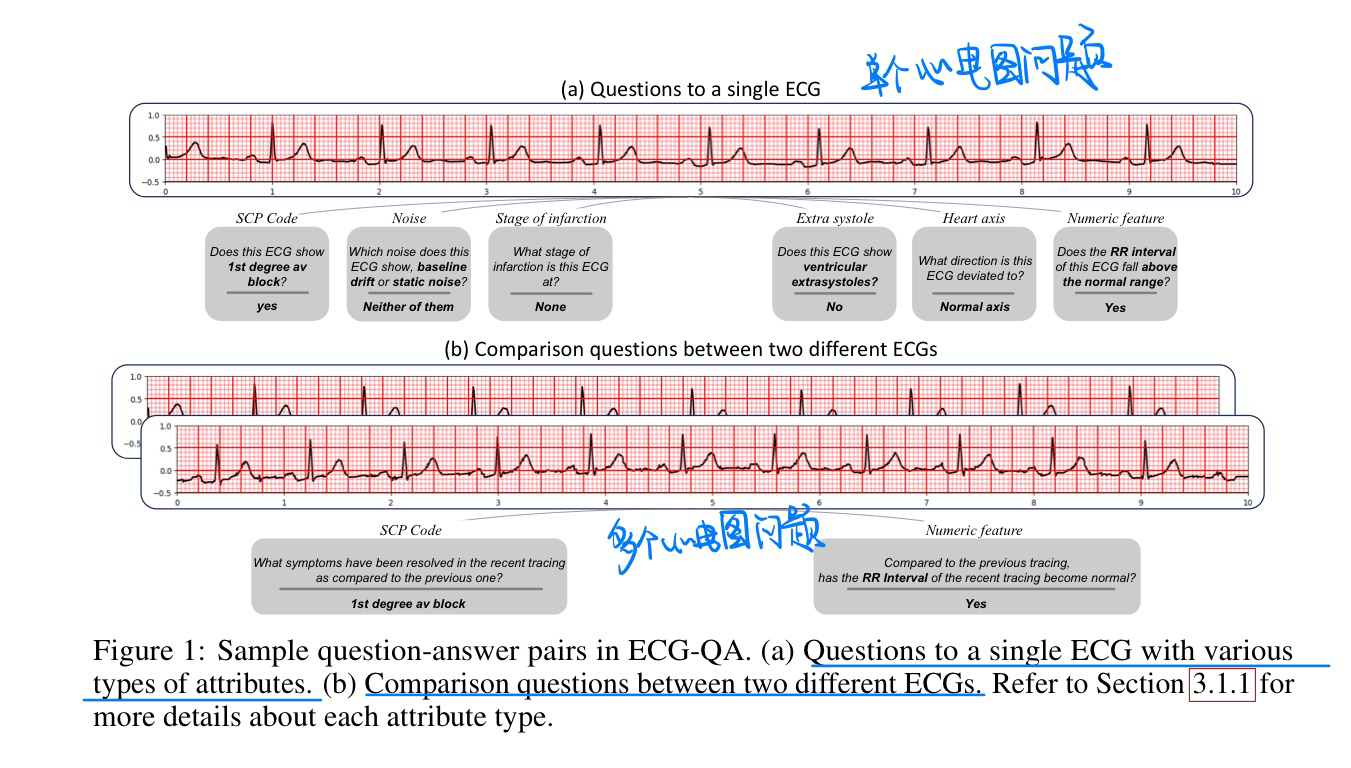 单个心电图问题
(a) Questions to a single ECG
1.0
0.5
0.0
−0.5
0 1 2 3 4 5 6 7 8 9 10
SCP Code
Does this ECG show
1st degree av
block?
yes
Noise
Which noise does this
ECG show, baseline
drift or static noise?
Neither of them
Stage of infarction
What stage of
infarction is this ECG
at?
None
Extra systole
Does this ECG show
ventricular
extrasystoles?
No
Heart axis
What direction is this
ECG deviated to?
Normal axis
Numeric feature
Does the RR interval
of this ECG fall above
the normal range?
Yes
(b) Comparison questions between two different ECGs
1.0
0.5
0.0
−0.5
1.0
0.5
0.0
−0.5
0 1 2 3 4 5 6 7 8 9 10
多个心电图问题
SCP Code
What symptoms have been resolved in the recent tracing
as compared to the previous one?
1st degree av block
Numeric feature
Compared to the previous tracing,
has the RR Interval of the recent tracing become normal?
Yes
Figure 1: Sample question-answer pairs in ECG-QA. (a) Questions to a single ECG with various
types of attributes. (b) Comparison questions between two different ECGs. Refer to Section 3.1.1 for
more details about each attribute type.